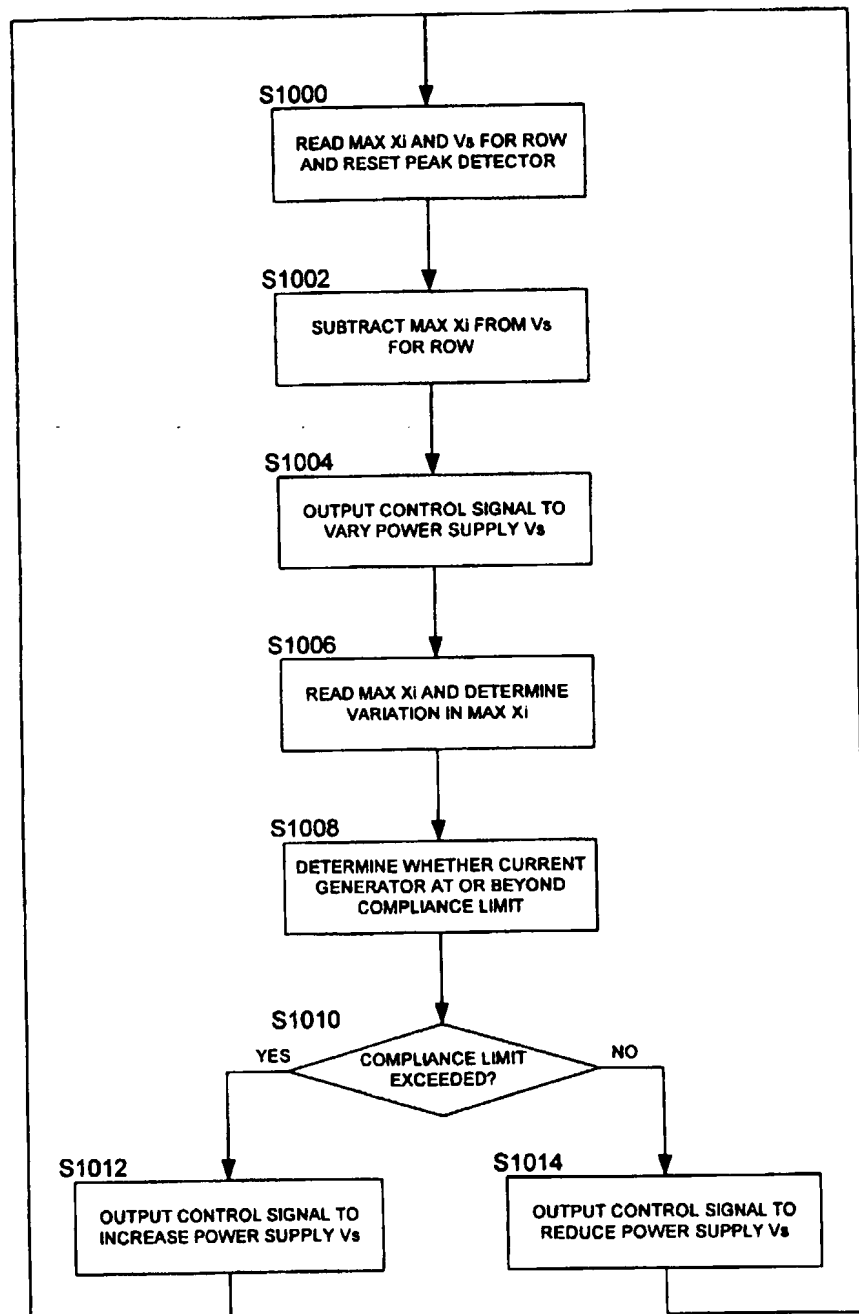 S1000
READ MAX Xi AND Vs FOR ROW
AND RESET PEAK DETECTOR
S1002
SUBTRACT MAX Xi FROM Vs
FOR ROW
S1004
OUTPUT CONTROL SIGNAL TO
VARY POWER SUPPLY Vs
S1006
READ MAX Xi AND DETERMINE
VARIATION IN MAX Xi
S1008
DETERMINE WHETHER CURRENT
GENERATOR AT OR BEYOND
COMPLIANCE LIMIT
S1010
YES
COMPLIANCE LIMIT
EXCEEDED?
NO
S1012
OUTPUT CONTROL SIGNAL TO
INCREASE POWER SUPPLY Vs
S1014
OUTPUT CONTROL SIGNAL TO
REDUCE POWER SUPPLY Vs